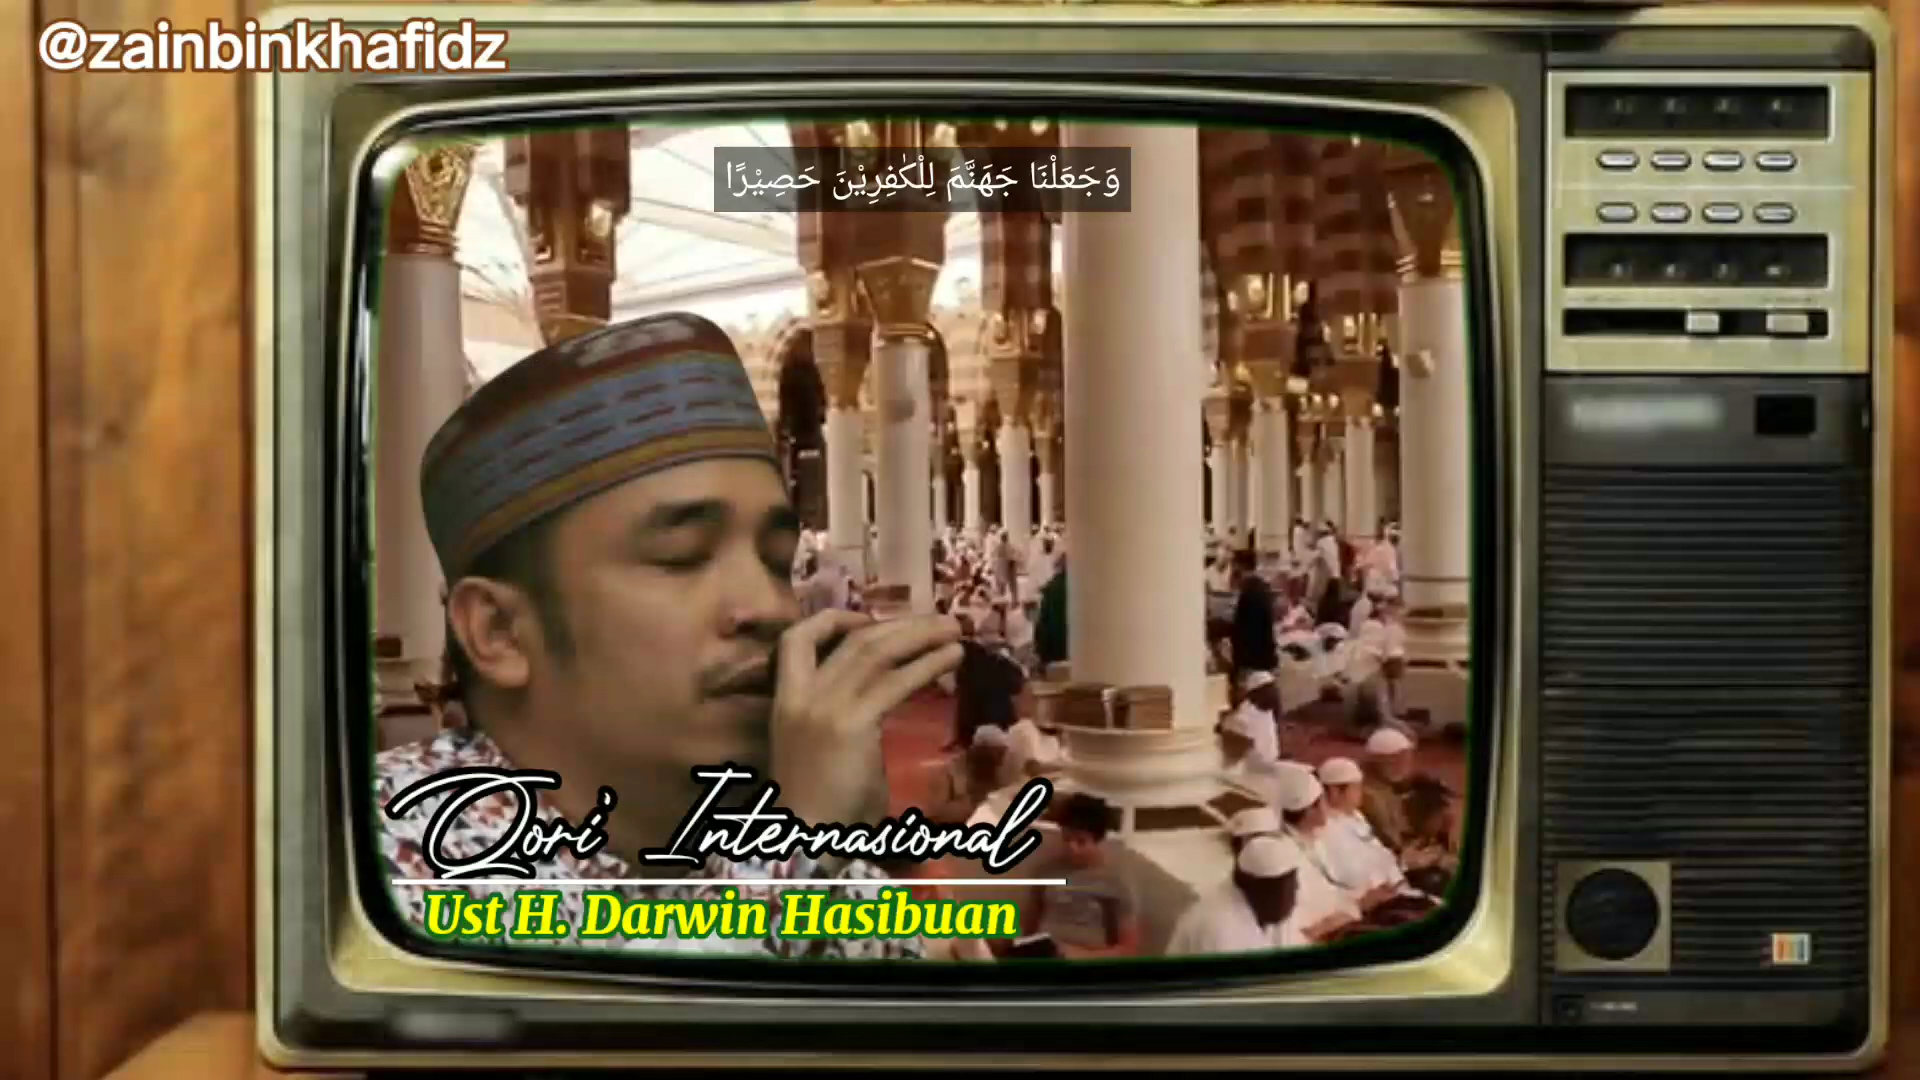 @zainbinkhafidz
وَجَعَلْنَا جَهَنَّمَ لِلْكٰفِرِيْنَ حَصِيْرًا
Qori' Internasional
Ust H. Darwin Hasibuan